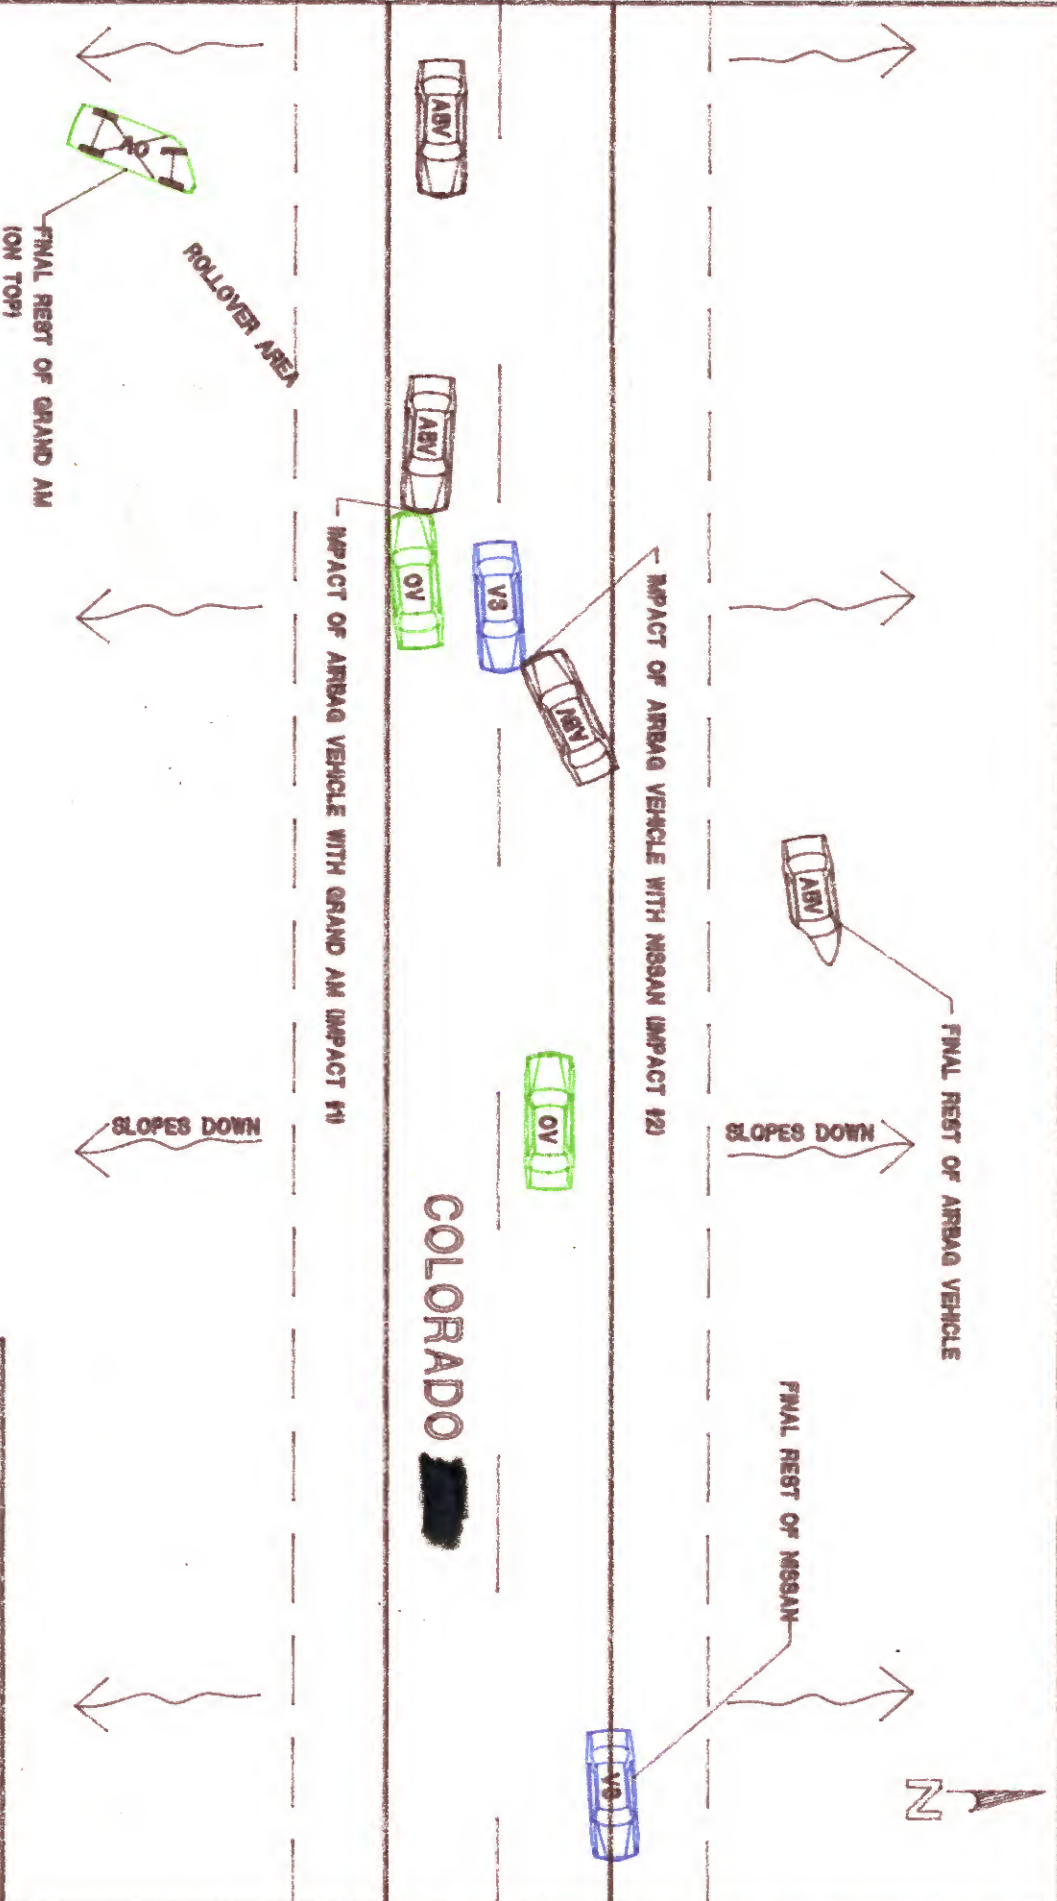 N
FINAL REST OF AIRBAG VEHICLE
SLOPES DOWN
FINAL REST OF NISSAN
ABV
IMPACT OF AIRBAG VEHICLE WITH NISSAN (IMPACT #2)
V3
ABV
ABV
OV
V3
ABV
ABV
OV
COLORADO
IMPACT OF AIRBAG VEHICLE WITH GRAND AM (IMPACT #1)
ROLLOVER AREA
OV
SLOPES DOWN
FINAL REST OF GRAND AM
(ON TOP)